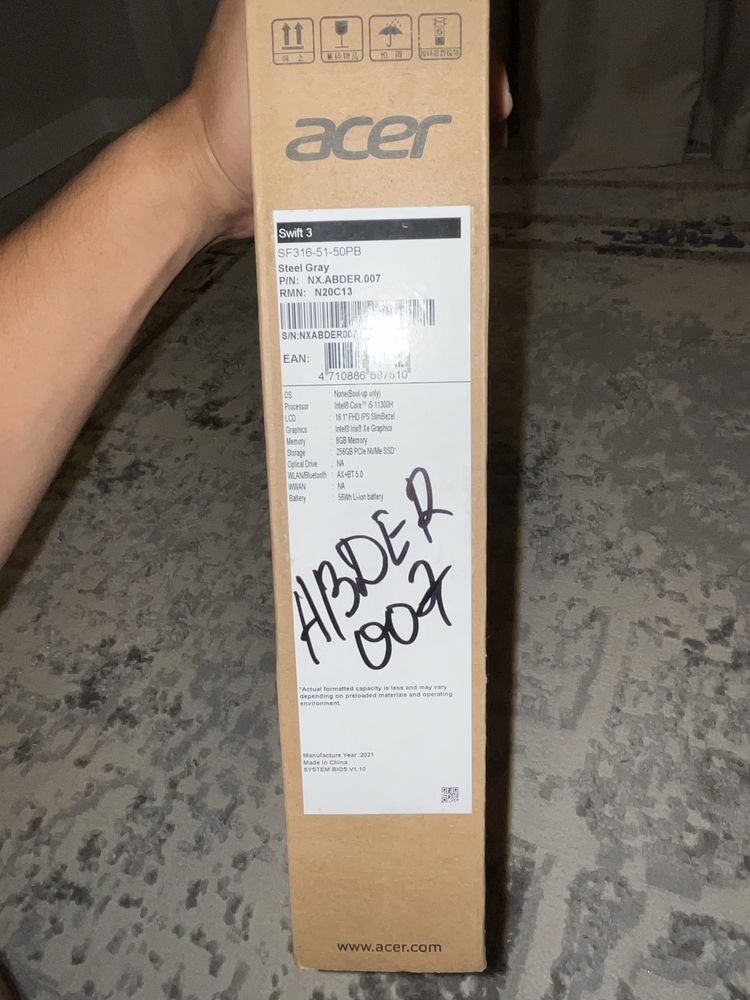 acer
Swift 3
SF316-51-50PB
Steel Gray
P/N: NX.ABDER.007
RMN: N20C13
S/N:NXABDER007
EAN:
4 710886 697510
OS : None(Boot-up only)
Processor : Intel® Core™ i5-11300H
LCD : 16.1" FHD IPS SlimBezel
Graphics : Intel® Iris® Xe Graphics
Memory : 8GB Memory
Storage : 256GB PCIe NVMe SSD*
Optical Drive : NA
WLAN/Bluetooth : AX+BT 5.0
WWAN : NA
Battery : 56Wh Li-ion battery
ABDER
007
*Actual formatted capacity is less and may vary
depending on preloaded materials and operating
environment.
Manufacture Year :2021
Made in China
SYSTEM BIOS:V1.10
www.acer.com